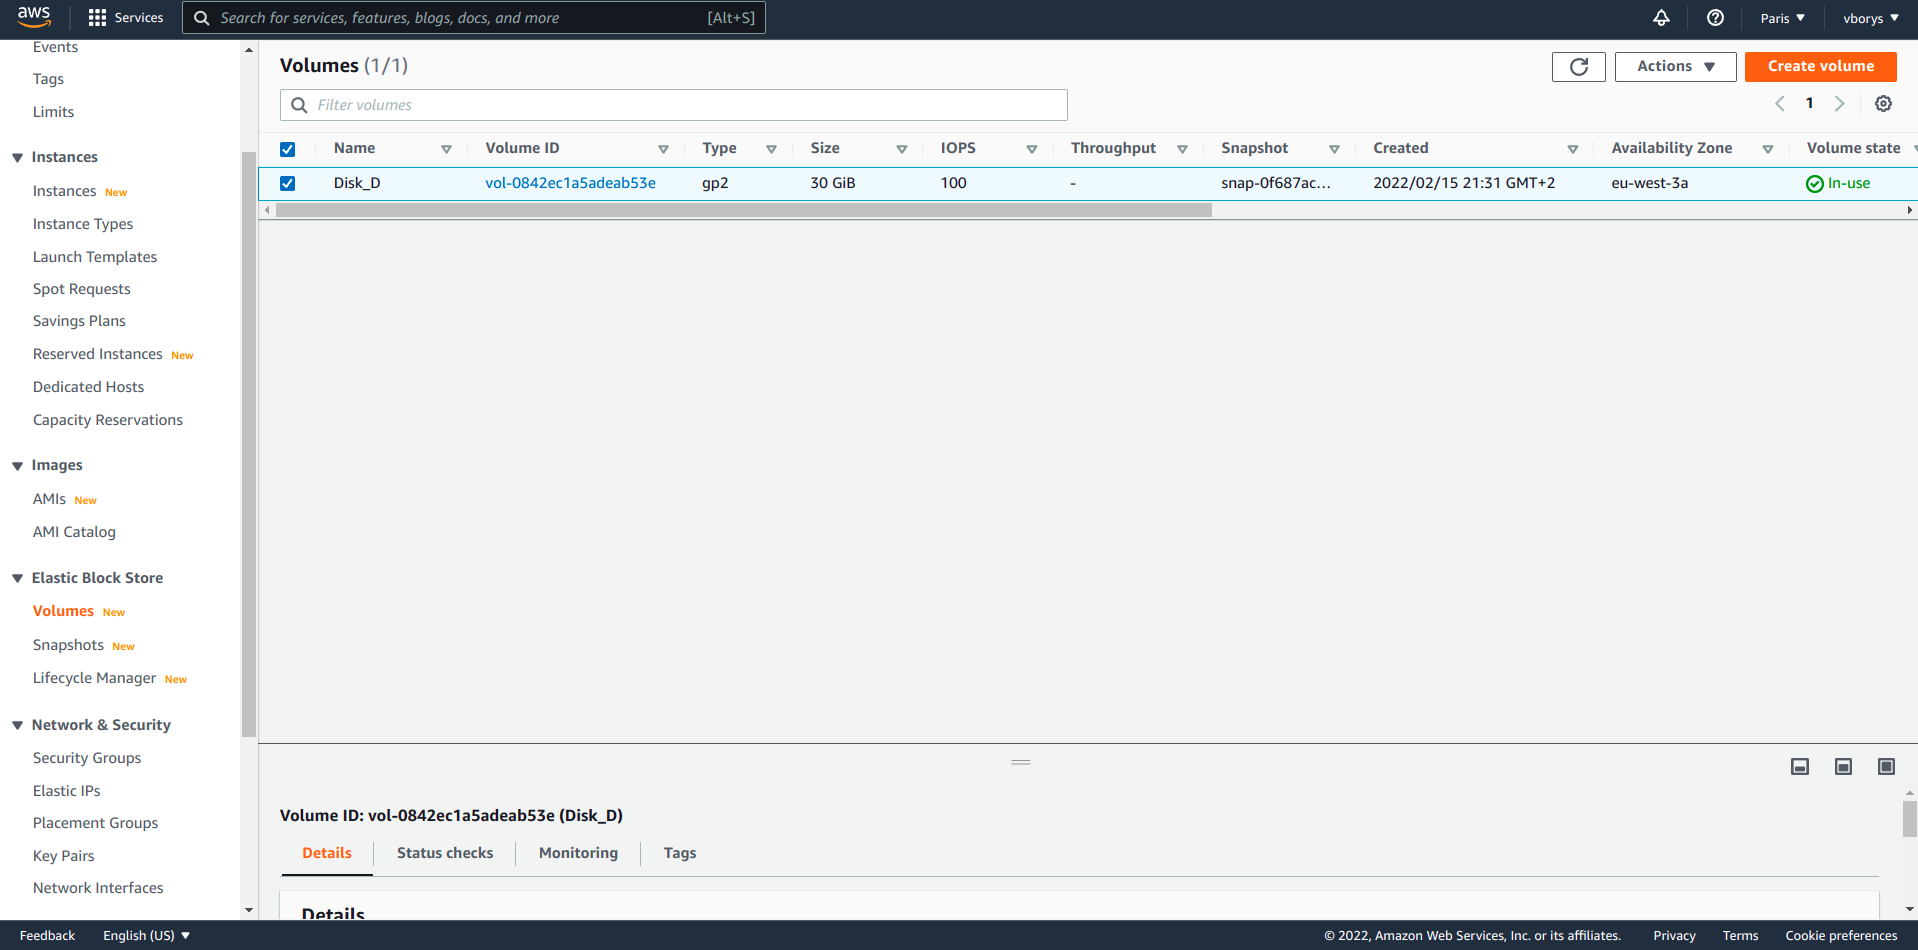 aws
Services
Search for services, features, blogs, docs, and more [Alt+S]
Paris
vborys
Events
Tags
Limits
Instances
Instances New
Instance Types
Launch Templates
Spot Requests
Savings Plans
Reserved Instances New
Dedicated Hosts
Capacity Reservations
Images
AMIs New
AMI Catalog
Elastic Block Store
Volumes New
Snapshots New
Lifecycle Manager New
Network & Security
Security Groups
Elastic IPs
Placement Groups
Key Pairs
Network Interfaces
Volumes (1/1)
Actions
Create volume
Filter volumes
1
Name Volume ID Type Size IOPS Throughput Snapshot Created Availability Zone Volume state
Disk_D vol-0842ec1a5adeab53e gp2 30 GiB 100 - snap-0f687ac... 2022/02/15 21:31 GMT+2 eu-west-3a In-use
Volume ID: vol-0842ec1a5adeab53e (Disk_D)
Details Status checks Monitoring Tags
Details
Feedback English (US) © 2022, Amazon Web Services, Inc. or its affiliates. Privacy Terms Cookie preferences